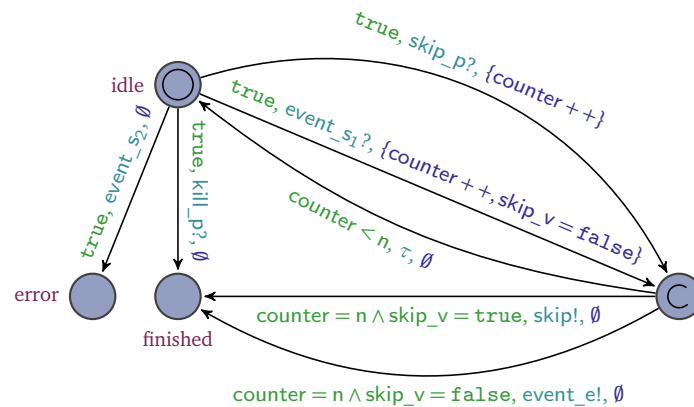 true, skip_p?, {counter++}
idle
true, event_s₁?, {counter++, skip_v = false}
true, event_s₂, ∅
true, kill_p?, ∅
counter < n, τ, ∅
error
C
counter = n ∧ skip_v = true, skip!, ∅
finished
counter = n ∧ skip_v = false, event_e!, ∅